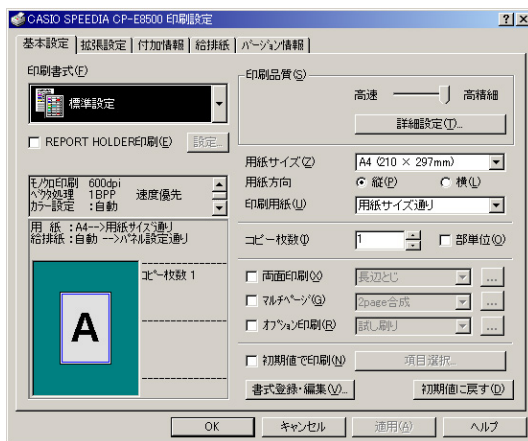 CASIO SPEEDIA CP-E8500 印刷設定
基本設定 拡張設定 付加情報 給排紙 バージョン情報
印刷書式(F)
標準設定
REPORT HOLDER印刷(E) 設定...
モノクロ印刷 600dpi
ベクタ処理 1BPP 速度優先
カラー設定 :自動
用 紙 :A4-->用紙サイズ通り
給排紙:自動 -->パネル設定通り
コピー枚数 1
A
印刷品質(S)
高速 高精細
詳細設定(T)...
用紙サイズ(Z) A4 (210 × 297mm)
用紙方向 縦(P) 横(L)
印刷用紙(U) 用紙サイズ通り
コピー枚数(I) 1 部単位(O)
両面印刷(X) 長辺とじ ...
マルチページ(G) 2page合成 ...
オプション印刷(R) 試し刷り ...
初期値で印刷(N) 項目選択...
書式登録・編集(V)... 初期値に戻す(D)
OK キャンセル 適用(A) ヘルプ